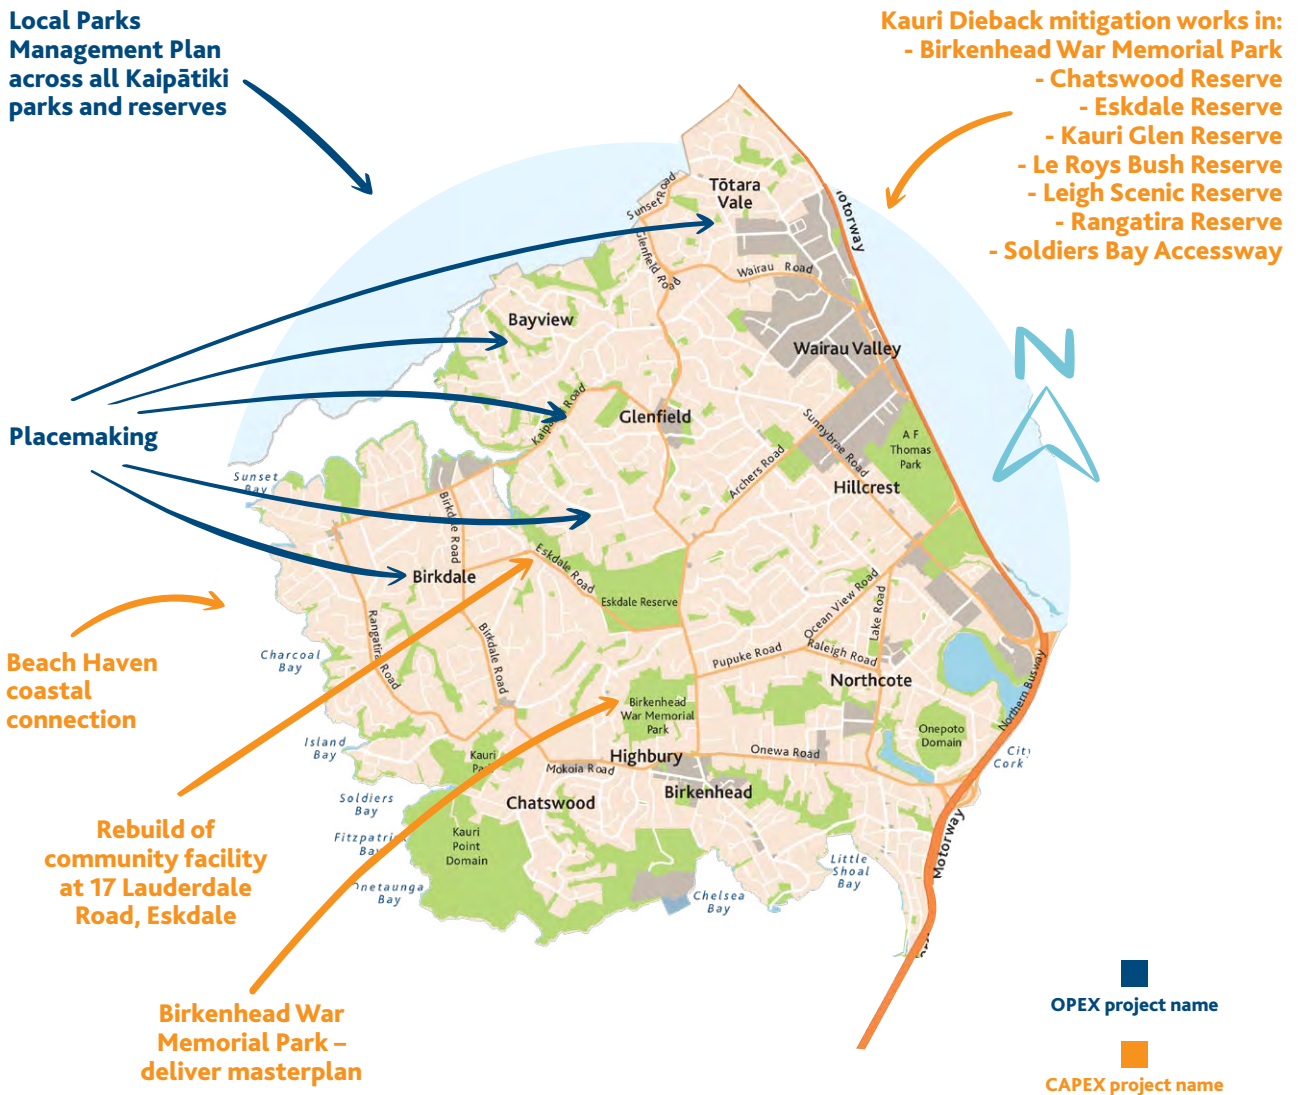 Local Parks
Management Plan
across all Kaipātiki
parks and reserves
Kauri Dieback mitigation works in:
- Birkenhead War Memorial Park
- Chatswood Reserve
- Eskdale Reserve
- Kauri Glen Reserve
- Le Roys Bush Reserve
- Leigh Scenic Reserve
- Rangatira Reserve
- Soldiers Bay Accessway
Tōtara
Vale
Sunset Road
Glenfield Road
Wairau Road
Bayview
Wairau Valley
N
Glenfield
Road
Placemaking
Sunnybrae Road
Archers Road
A F
Thomas
Park
Hillcrest
Sunset
Bay
Birkdale Road
Eskdale Road
Birkdale
Eskdale Reserve
Ocean View Road
Lake Road
Rangatira Road
Birkdale Road
Pupuke Road
Raleigh Road
Northcote
Northern Busway
Beach Haven
coastal
connection
Charcoal
Bay
Birkenhead
War Memorial
Park
Onepoto
Domain
Island
Bay
Kauri
Highbury
Onewa Road
City
Mokoia Road
Birkenhead
Chatswood
Soldiers
Bay
Kauri
Point
Domain
Motorway
Rebuild of
community facility
at 17 Lauderdale
Road, Eskdale
Bay
Little
Shoal
Bay
Chelsea
Bay
Birkenhead War
Memorial Park –
deliver masterplan
OPEX project name
CAPEX project name